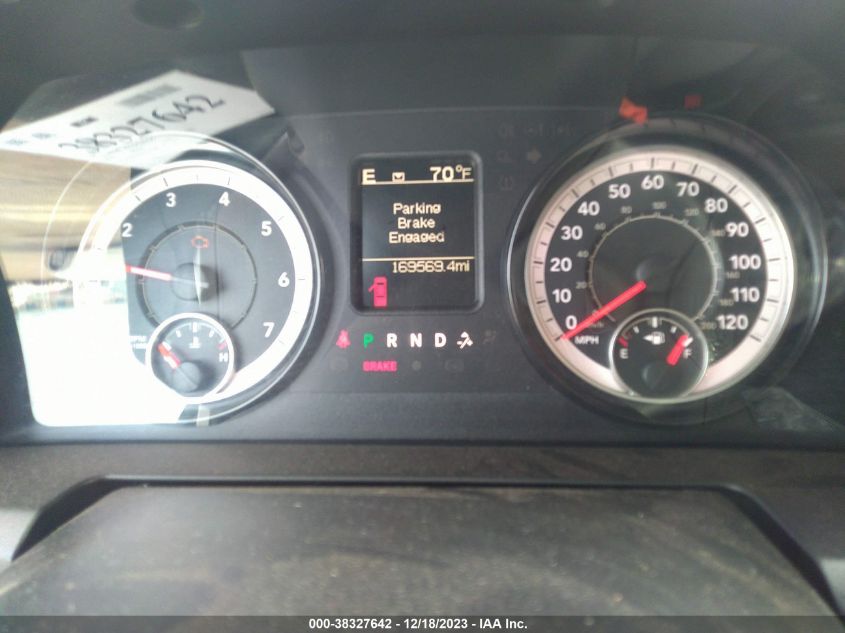 38327642
E 70°F
Parking
Brake
Engaged
169569.4mi
2 3 4 5 6 7
H
P R N D
BRAKE
0 10 20 30 40 50 60 70 80 90 100 110 120
MPH
E F
000-38327642 - 12/18/2023 - IAA Inc.